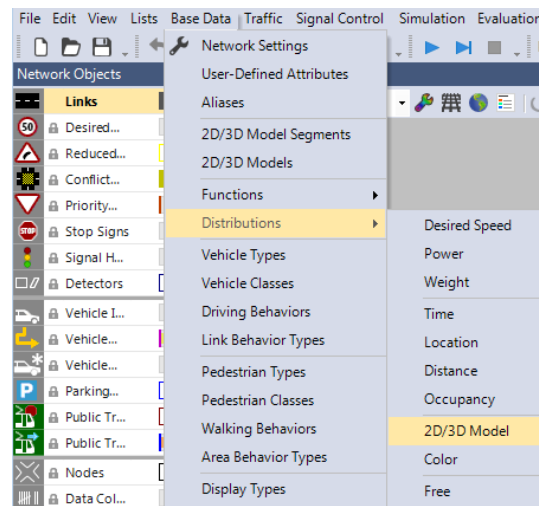 File Edit View Lists Base Data Traffic Signal Control Simulation Evaluation
Network Objects
Links
50 Desired...
Reduced...
Conflict...
Priority...
STOP Stop Signs
Signal H...
Detectors
Vehicle I...
Vehicle...
Vehicle...
P Parking...
Public Tr...
Public Tr...
Nodes
Data Col...
Network Settings
User-Defined Attributes
Aliases
2D/3D Model Segments
2D/3D Models
Functions
Distributions
Vehicle Types
Vehicle Classes
Driving Behaviors
Link Behavior Types
Pedestrian Types
Pedestrian Classes
Walking Behaviors
Area Behavior Types
Display Types
Desired Speed
Power
Weight
Time
Location
Distance
Occupancy
2D/3D Model
Color
Free